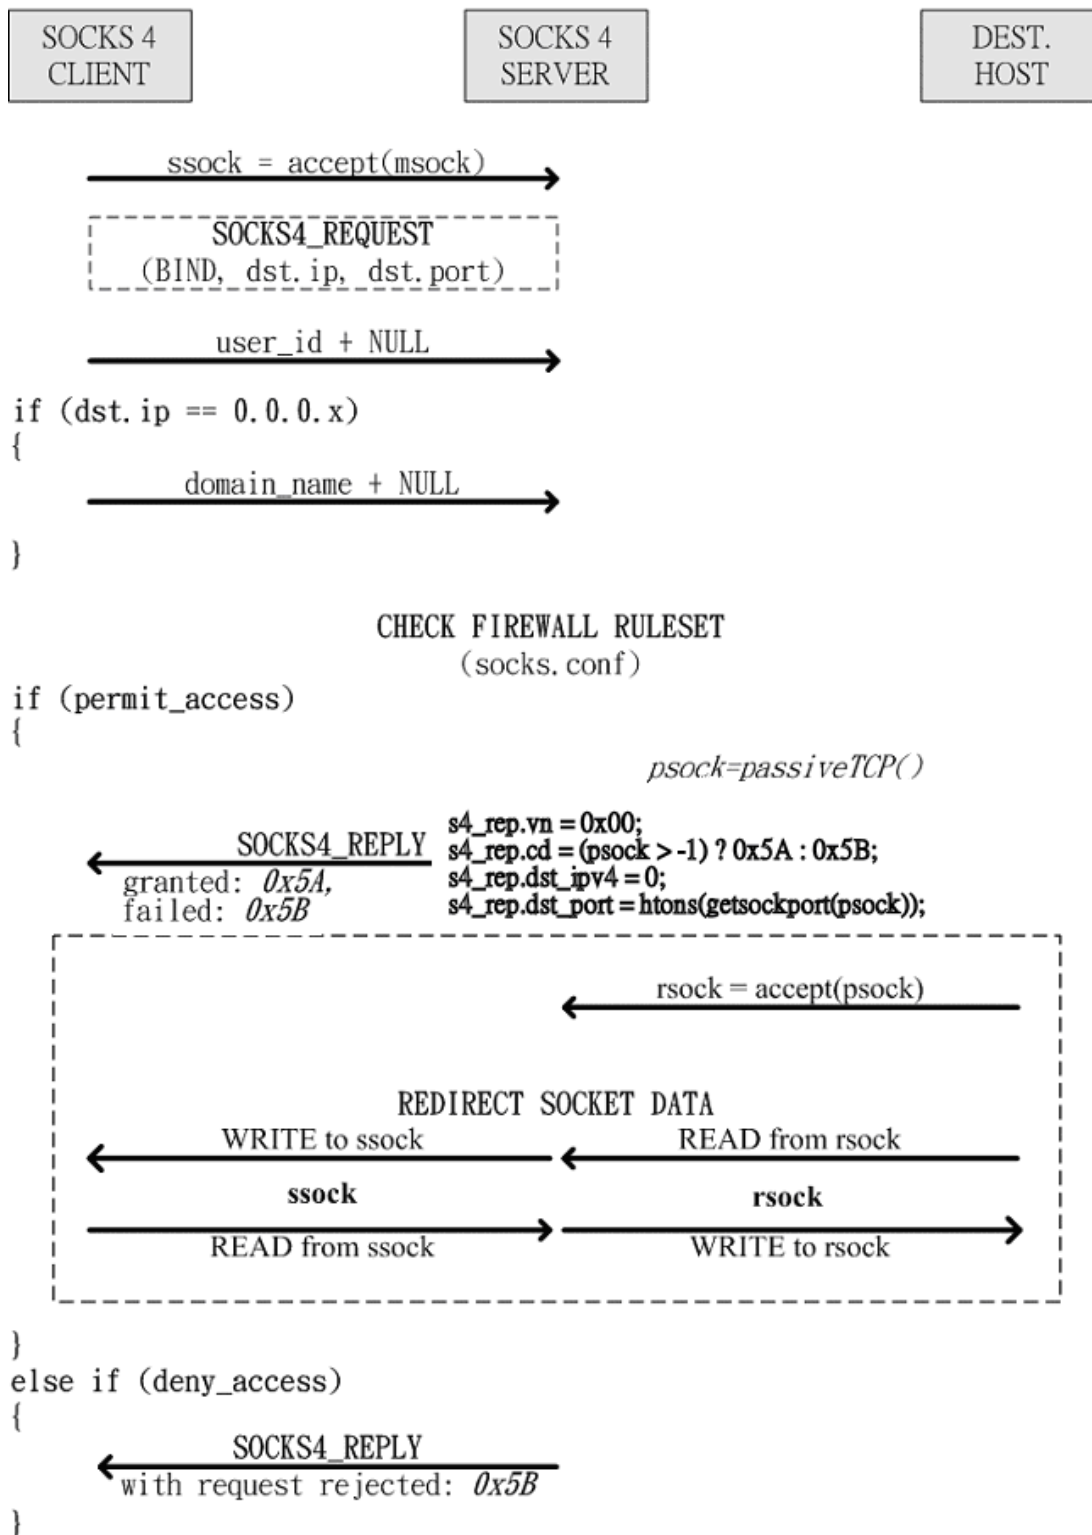 SOCKS 4
CLIENT
SOCKS 4
SERVER
DEST.
HOST
ssock = accept(msock)
SOCKS4_REQUEST
(BIND, dst.ip, dst.port)
user_id + NULL
if (dst.ip == 0.0.0.x)
{
domain_name + NULL
}
CHECK FIREWALL RULESET
(socks.conf)
if (permit_access)
{
psock=passiveTCP()
SOCKS4_REPLY
granted: 0x5A,
failed: 0x5B
s4_rep.vn = 0x00;
s4_rep.cd = (psock > -1) ? 0x5A : 0x5B;
s4_rep.dst_ipv4 = 0;
s4_rep.dst_port = htons(getsockport(psock));
rsock = accept(psock)
REDIRECT SOCKET DATA
WRITE to ssock
READ from rsock
ssock
rsock
READ from ssock
WRITE to rsock
}
else if (deny_access)
{
SOCKS4_REPLY
with request rejected: 0x5B
}